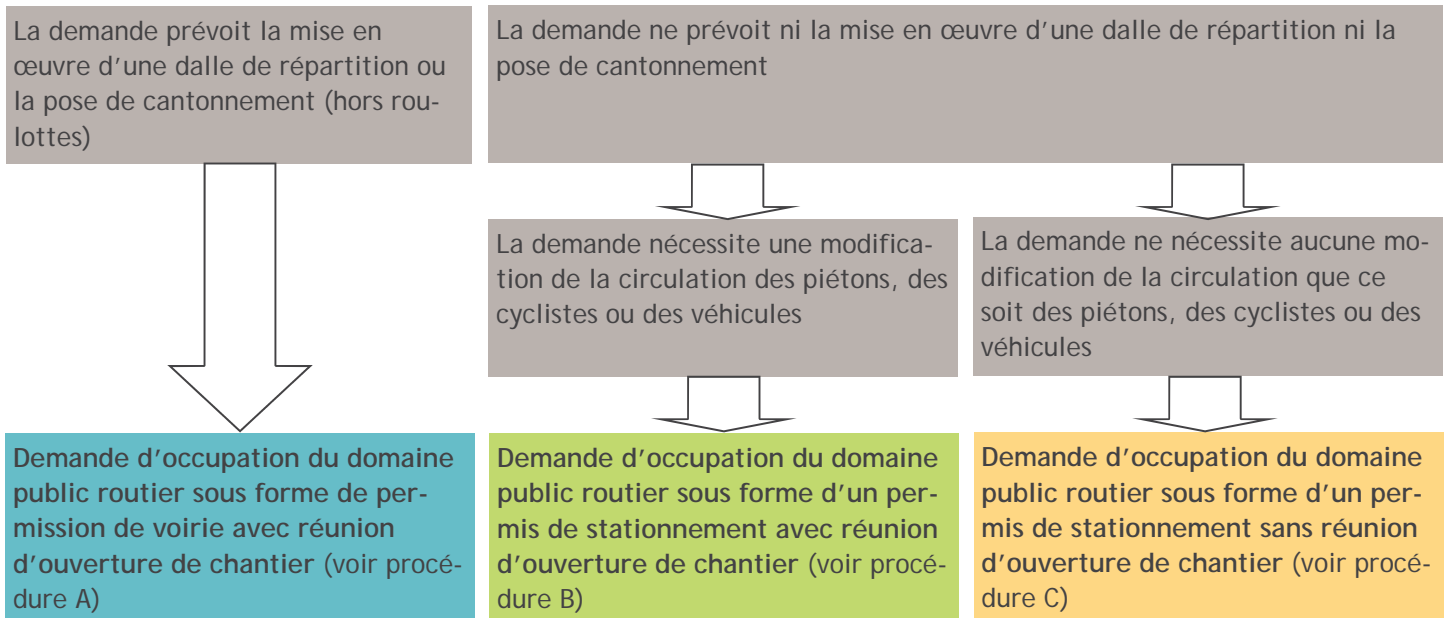 La demande prévoit la mise en
œuvre d'une dalle de répartition ou
la pose de cantonnement (hors rou-
lottes)
La demande ne prévoit ni la mise en œuvre d'une dalle de répartition ni la
pose de cantonnement
La demande nécessite une modifica-
tion de la circulation des piétons, des
cyclistes ou des véhicules
La demande ne nécessite aucune mo-
dification de la circulation que ce
soit des piétons, des cyclistes ou des
véhicules
Demande d'occupation du domaine
public routier sous forme de per-
mission de voirie avec réunion
d'ouverture de chantier (voir procé-
dure A)
Demande d'occupation du domaine
public routier sous forme d'un per-
mis de stationnement avec réunion
d'ouverture de chantier (voir procé-
dure B)
Demande d'occupation du domaine
public routier sous forme d'un per-
mis de stationnement sans réunion
d'ouverture de chantier (voir procé-
dure C)